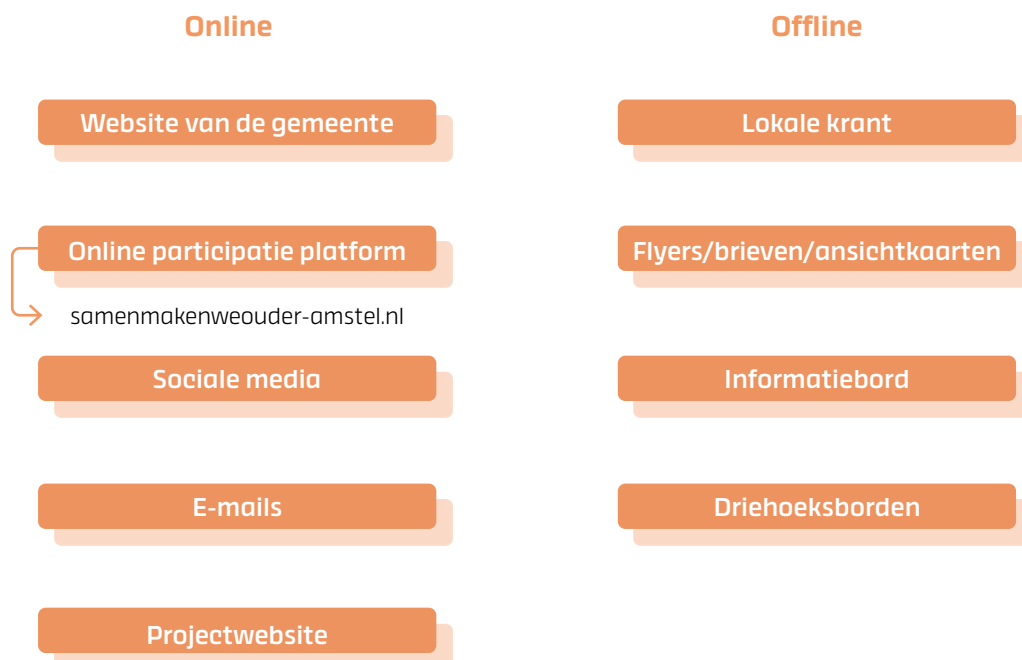 Online
Website van de gemeente
Online participatie platform
samenmakenweouder-amstel.nl
Sociale media
E-mails
Projectwebsite
Offline
Lokale krant
Flyers/brieven/ansichtkaarten
Informatiebord
Driehoeksborden